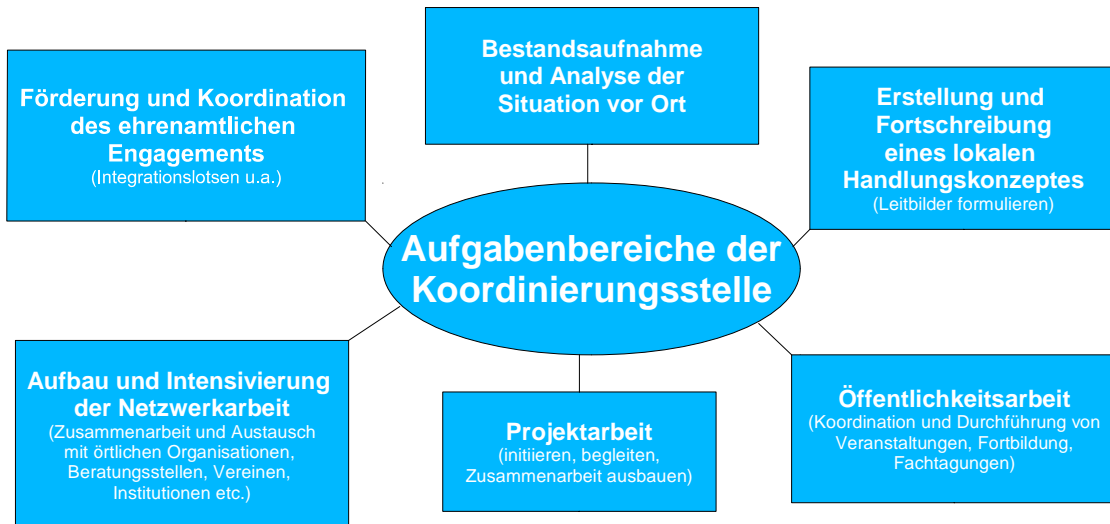 Bestandsaufnahme
und Analyse der
Situation vor Ort
Förderung und Koordination
des ehrenamtlichen
Engagements
(Integrationslotsen u.a.)
Erstellung und
Fortschreibung
eines lokalen
Handlungskonzeptes
(Leitbilder formulieren)
Aufgabenbereiche der
Koordinierungsstelle
Aufbau und Intensivierung
der Netzwerkarbeit
(Zusammenarbeit und Austausch
mit örtlichen Organisationen,
Beratungsstellen, Vereinen,
Institutionen etc.)
Projektarbeit
(initiieren, begleiten,
Zusammenarbeit ausbauen)
Öffentlichkeitsarbeit
(Koordination und Durchführung von
Veranstaltungen, Fortbildung,
Fachtagungen)